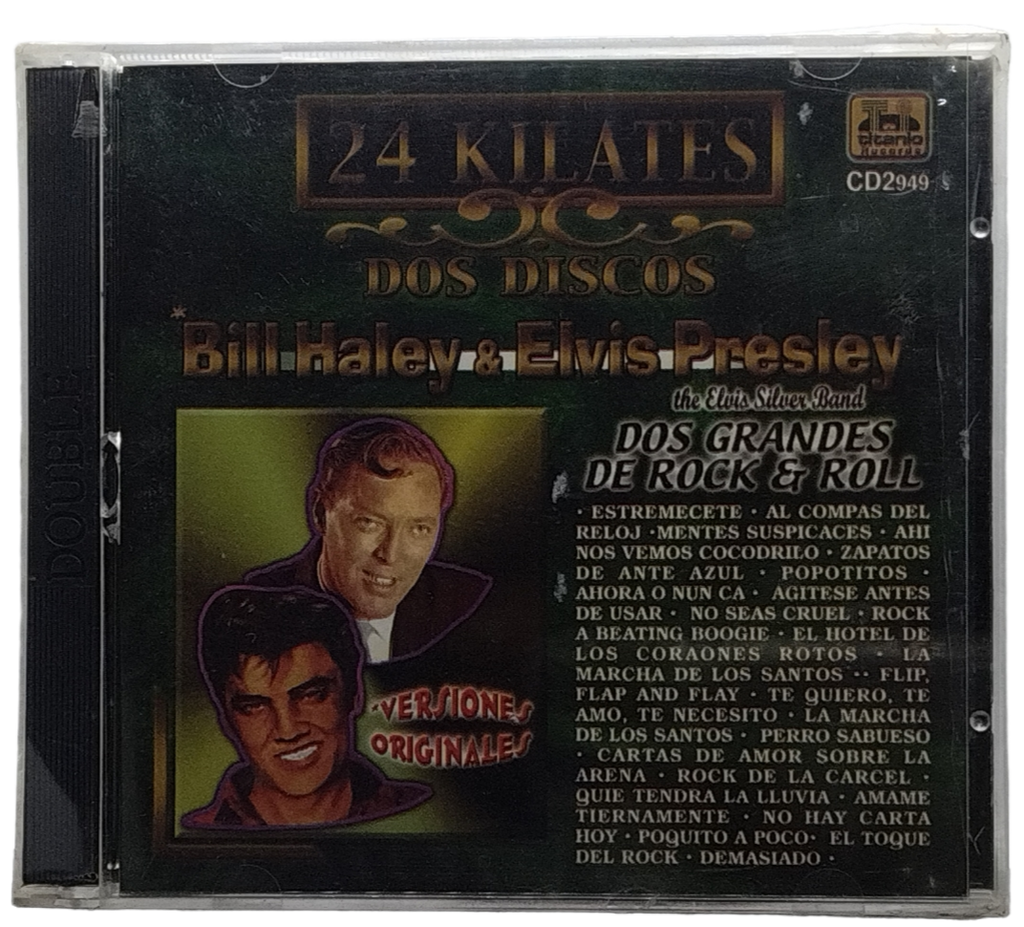 24 KILATES
titanio
Records
CD2949
DOS DISCOS
*Bill Haley & Elvis Presley
the Elvis Silver Band
DOS GRANDES
DE ROCK & ROLL
· ESTREMECETE · AL COMPAS DEL
RELOJ ·MENTES SUSPICACES · AHI
NOS VEMOS COCODRILO · ZAPATOS
DE ANTE AZUL · POPOTITOS ·
AHORA O NUN CA · AGITESE ANTES
DE USAR · NO SEAS CRUEL · ROCK
A BEATING BOOGIE · EL HOTEL DE
LOS CORAONES ROTOS · LA
MARCHA DE LOS SANTOS ·· FLIP,
FLAP AND FLAY · TE QUIERO, TE
AMO, TE NECESITO · LA MARCHA
DE LOS SANTOS · PERRO SABUESO
· CARTAS DE AMOR SOBRE LA
ARENA · ROCK DE LA CARCEL ·
QUIE TENDRA LA LLUVIA · AMAME
TIERNAMENTE · NO HAY CARTA
HOY · POQUITO A POCO· EL TOQUE
DEL ROCK · DEMASIADO ·
VERSIONES
ORIGINALES
DOUBLE